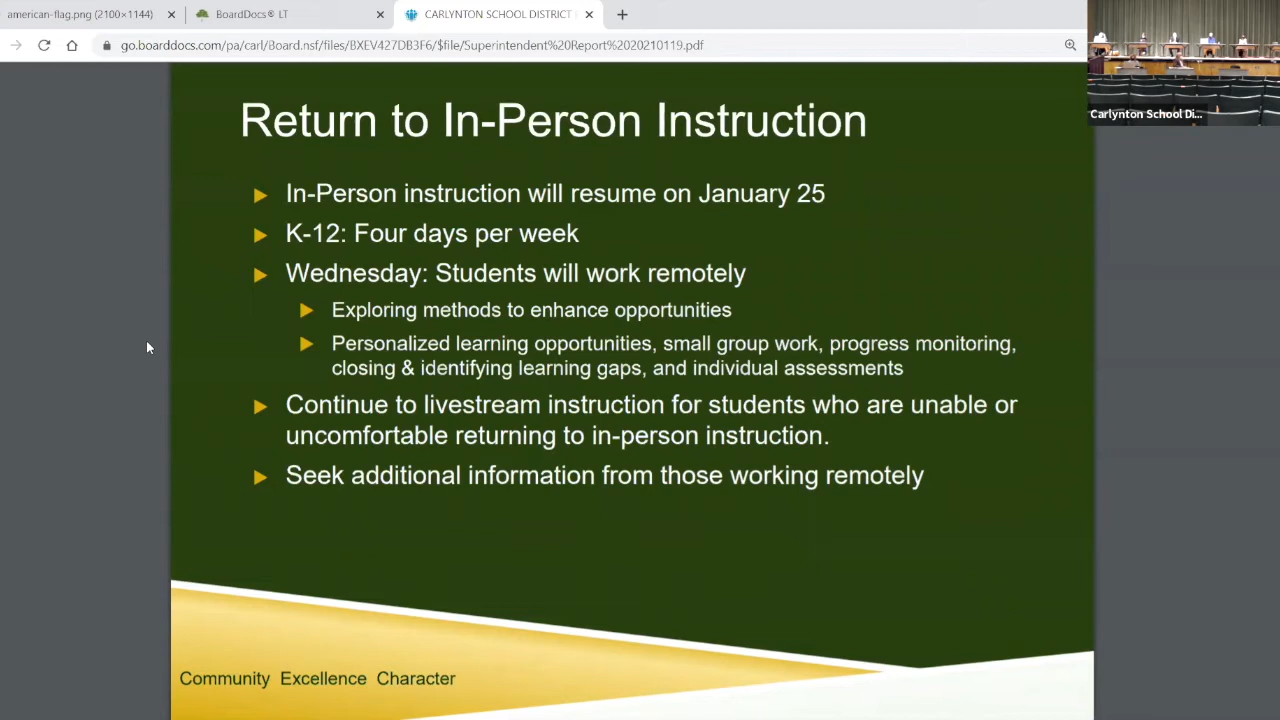 american-flag.png (2100×1144)
BoardDocs® LT
CARLYNTON SCHOOL DISTRICT
go.boarddocs.com/pa/carl/Board.nsf/files/BXEV427DB3F6/$file/Superintendent%20Report%2020210119.pdf
Carlynton School Di...
Return to In-Person Instruction
In-Person instruction will resume on January 25
K-12: Four days per week
Wednesday: Students will work remotely
Exploring methods to enhance opportunities
Personalized learning opportunities, small group work, progress monitoring,
closing & identifying learning gaps, and individual assessments
Continue to livestream instruction for students who are unable or
uncomfortable returning to in-person instruction.
Seek additional information from those working remotely
Community Excellence Character